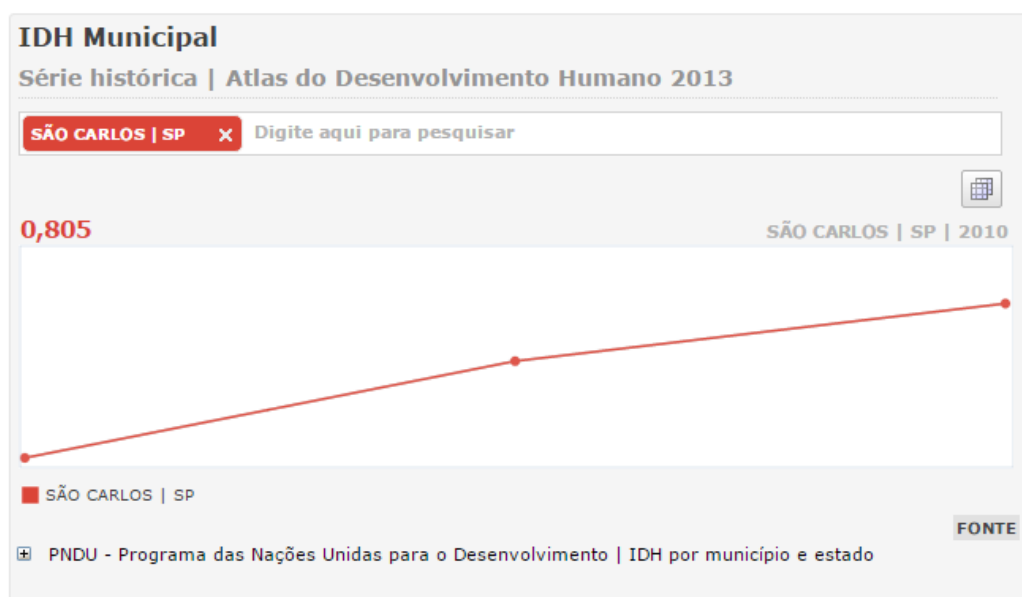 IDH Municipal
Série histórica | Atlas do Desenvolvimento Humano 2013
SÃO CARLOS | SP × Digite aqui para pesquisar
0,805 SÃO CARLOS | SP | 2010
SÃO CARLOS | SP
FONTE
PNDU - Programa das Nações Unidas para o Desenvolvimento | IDH por município e estado